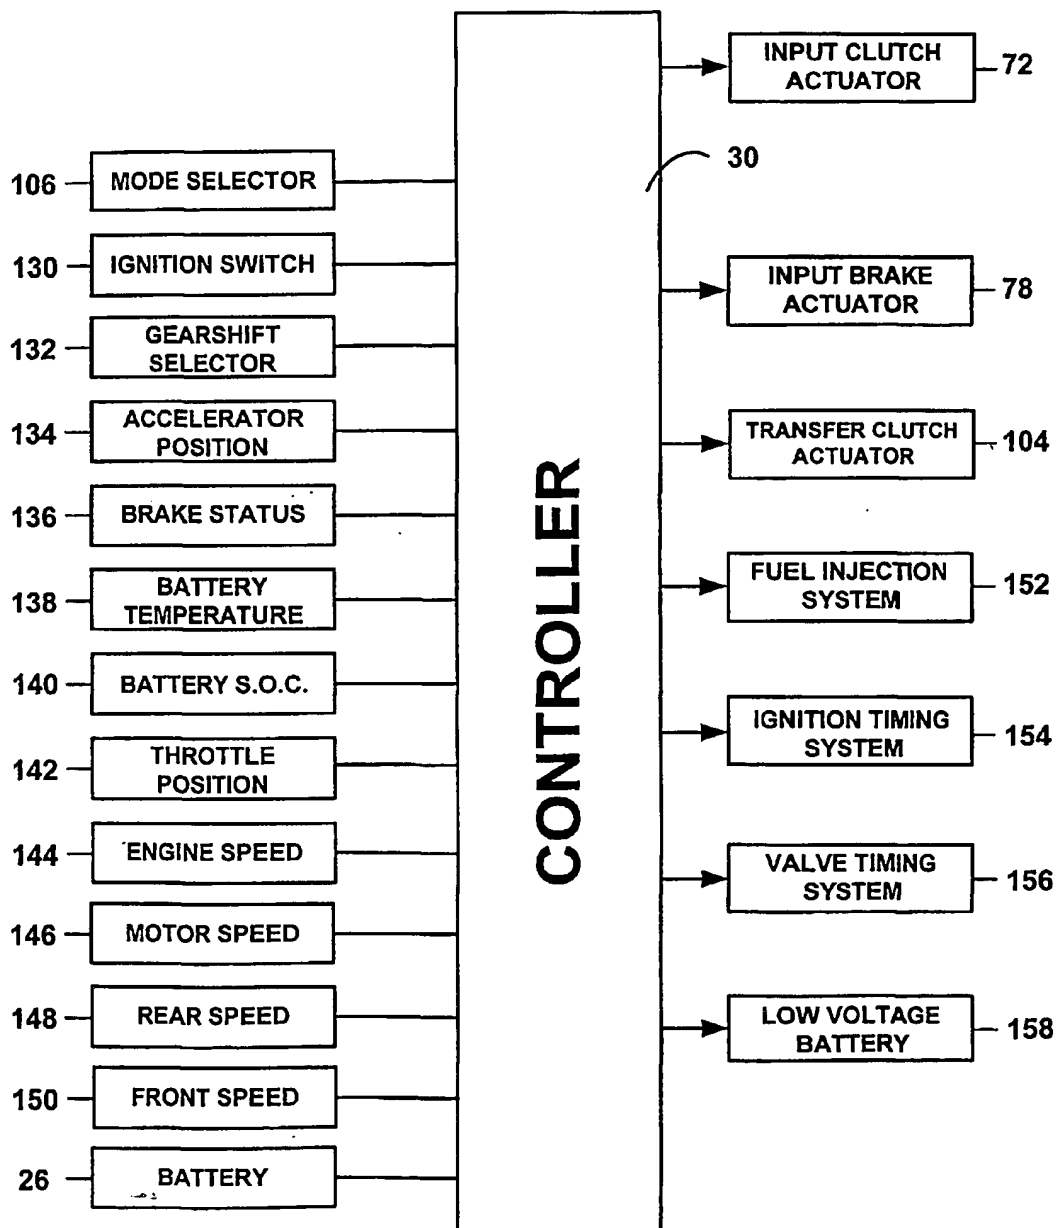 106 MODE SELECTOR
130 IGNITION SWITCH
132 GEARSHIFT
SELECTOR
134 ACCELERATOR
POSITION
136 BRAKE STATUS
138 BATTERY
TEMPERATURE
140 BATTERY S.O.C.
142 THROTTLE
POSITION
144 ENGINE SPEED
146 MOTOR SPEED
148 REAR SPEED
150 FRONT SPEED
26 BATTERY
CONTROLLER
30
INPUT CLUTCH
ACTUATOR 72
INPUT BRAKE
ACTUATOR 78
TRANSFER CLUTCH
ACTUATOR 104
FUEL INJECTION
SYSTEM 152
IGNITION TIMING
SYSTEM 154
VALVE TIMING
SYSTEM 156
LOW VOLTAGE
BATTERY 158